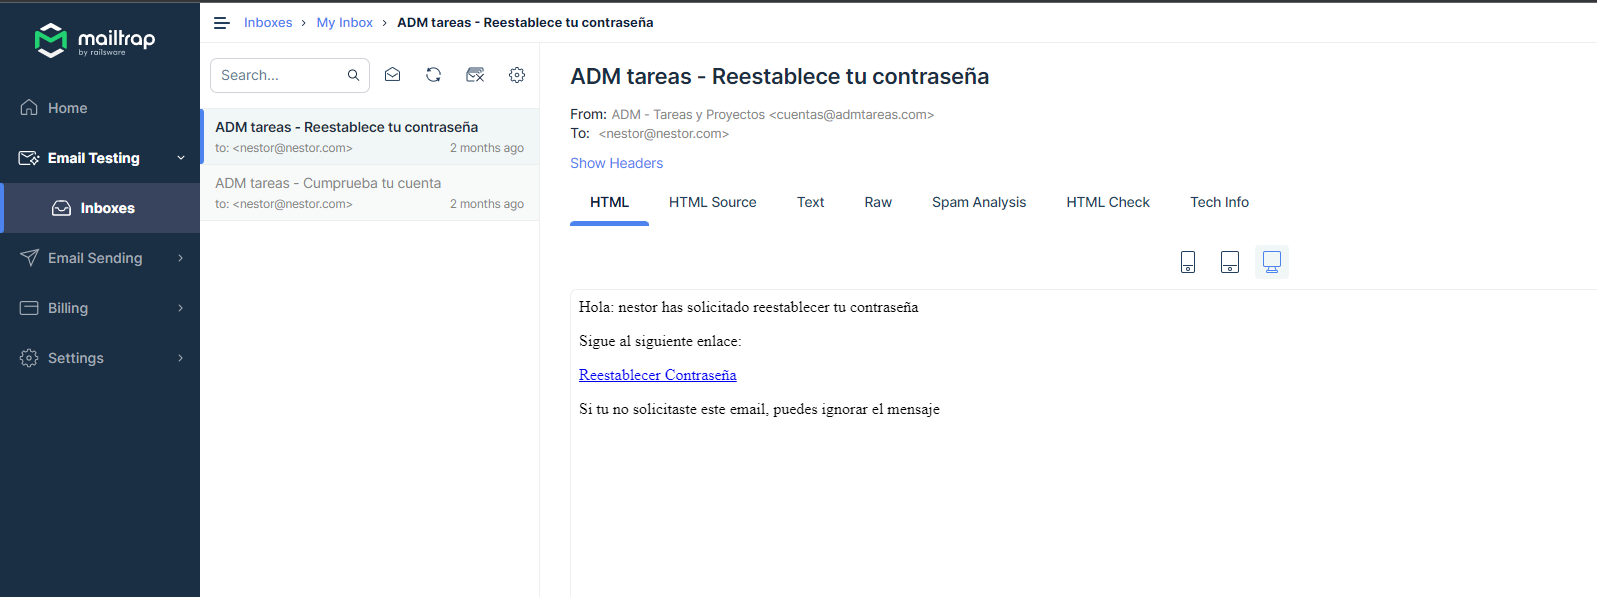 mailtrap
by railsware
Home
Email Testing
Inboxes
Email Sending
Billing
Settings
Inboxes › My Inbox › ADM tareas - Reestablece tu contraseña
Search...
ADM tareas - Reestablece tu contraseña
to: <nestor@nestor.com> 2 months ago
ADM tareas - Cumprueba tu cuenta
to: <nestor@nestor.com> 2 months ago
ADM tareas - Reestablece tu contraseña
From: ADM - Tareas y Proyectos <cuentas@admtareas.com>
To: <nestor@nestor.com>
Show Headers
HTML HTML Source Text Raw Spam Analysis HTML Check Tech Info
Hola: nestor has solicitado reestablecer tu contraseña
Sigue al siguiente enlace:
Reestablecer Contraseña
Si tu no solicitaste este email, puedes ignorar el mensaje